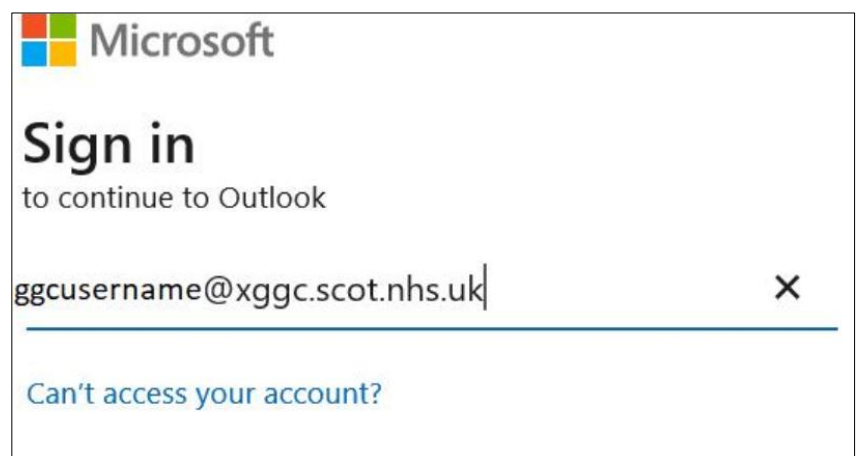 Microsoft
Sign in
to continue to Outlook
ggcusername@xggc.scot.nhs.uk
Can't access your account?